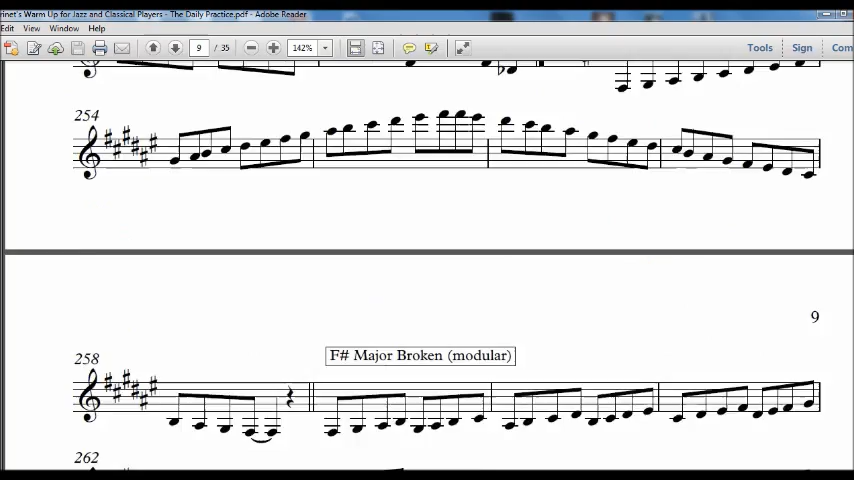 rinet's Warm Up for Jazz and Classical Players - The Daily Practice.pdf - Adobe Reader
Edit View Window Help
9 / 35 142% Tools Sign Com
254
9
F# Major Broken (modular)
258
262